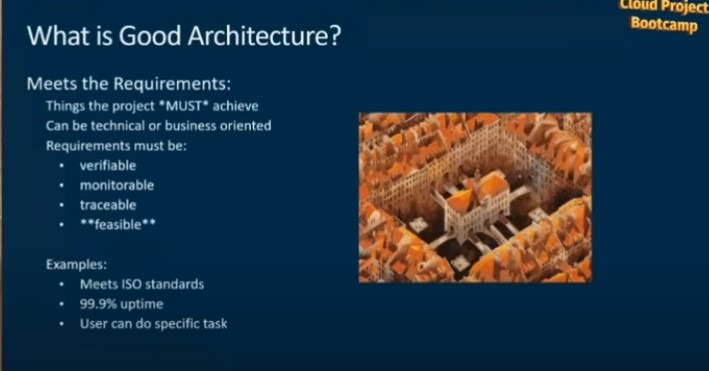 Cloud Project
Bootcamp
What is Good Architecture?
Meets the Requirements:
Things the project *MUST* achieve
Can be technical or business oriented
Requirements must be:
• verifiable
• monitorable
• traceable
• **feasible**
Examples:
• Meets ISO standards
• 99.9% uptime
• User can do specific task